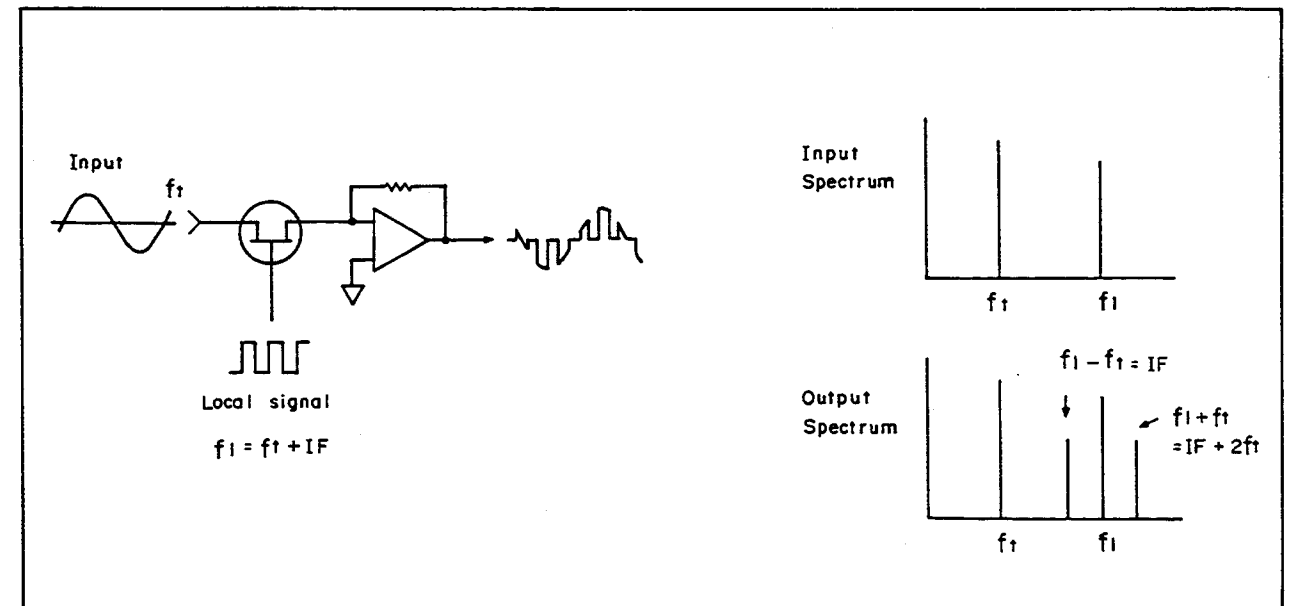 Input
ft
Local signal
fl = ft + IF
Input
Spectrum
ft
fl
fl - ft = IF
Output
Spectrum
fl + ft
= IF + 2ft
ft
fl